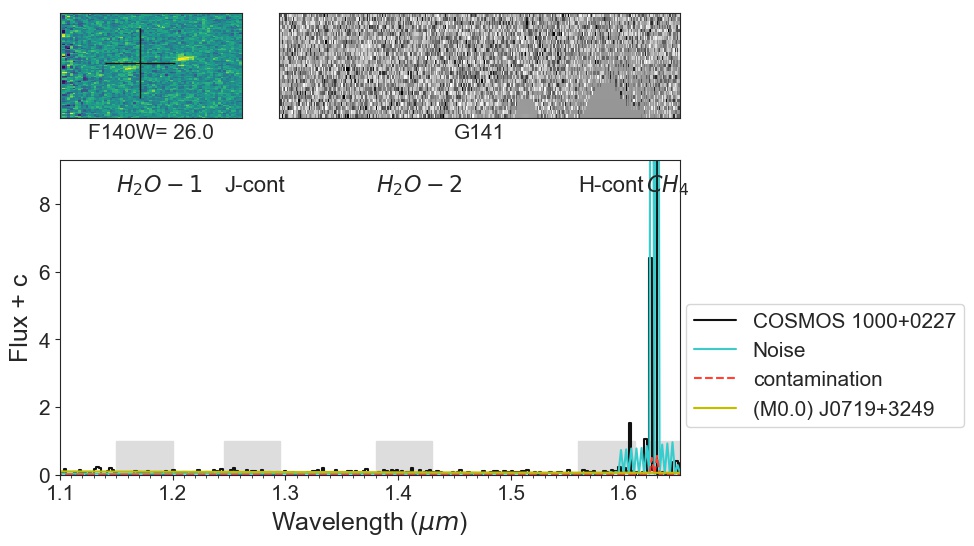 F140W= 26.0
G141
H₂O − 1 J-cont H₂O − 2 H-cont CH₄
8
6
4
2
0
Flux + c
1.1 1.2 1.3 1.4 1.5 1.6
Wavelength (μm)
COSMOS 1000+0227
Noise
contamination
(M0.0) J0719+3249